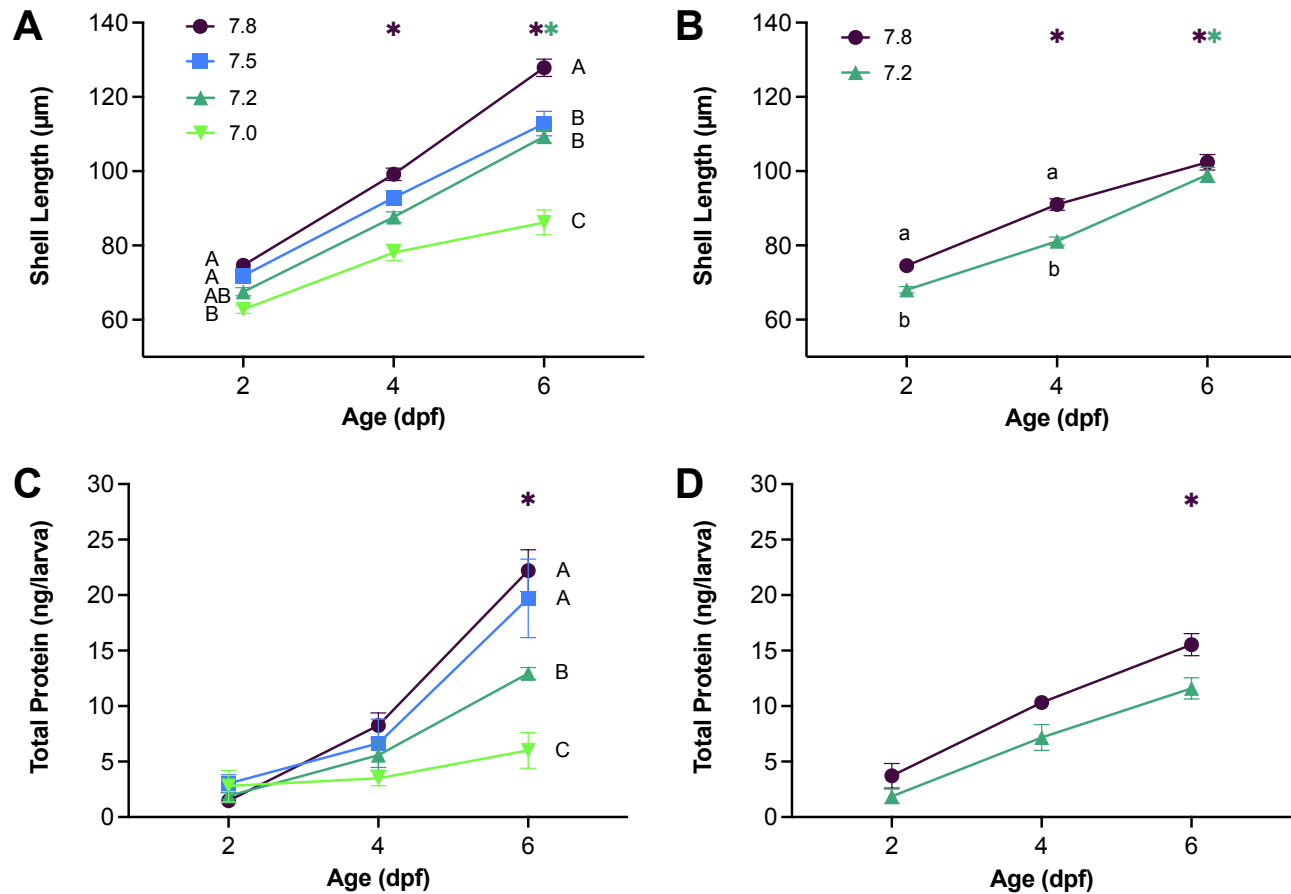 A
7.8
7.5
7.2
7.0
* **
Shell Length (µm)
140
120
100
80
60
A
A
AB
B
A
B
B
C
2 4 6
Age (dpf)
B
7.8
7.2
* **
Shell Length (µm)
140
120
100
80
60
a
b
a
b
2 4 6
Age (dpf)
C
*
Total Protein (ng/larva)
30
25
20
15
10
5
0
A
A
B
C
2 4 6
Age (dpf)
D
*
Total Protein (ng/larva)
30
25
20
15
10
5
0
2 4 6
Age (dpf)